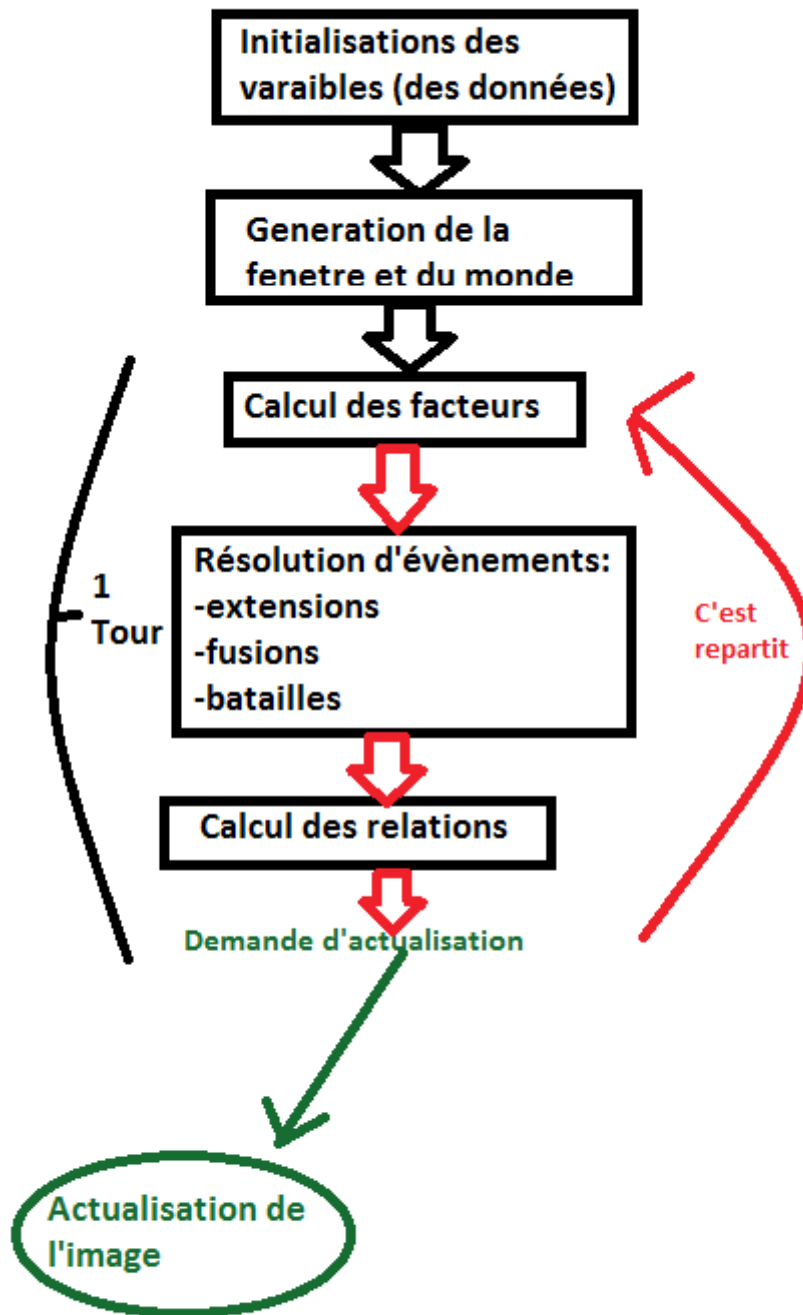 Initialisations des
varaibles (des données)
Generation de la
fenetre et du monde
Calcul des facteurs
Résolution d'évènements:
-extensions
-fusions
-batailles
1
Tour
C'est
repartit
Calcul des relations
Demande d'actualisation
Actualisation de
l'image